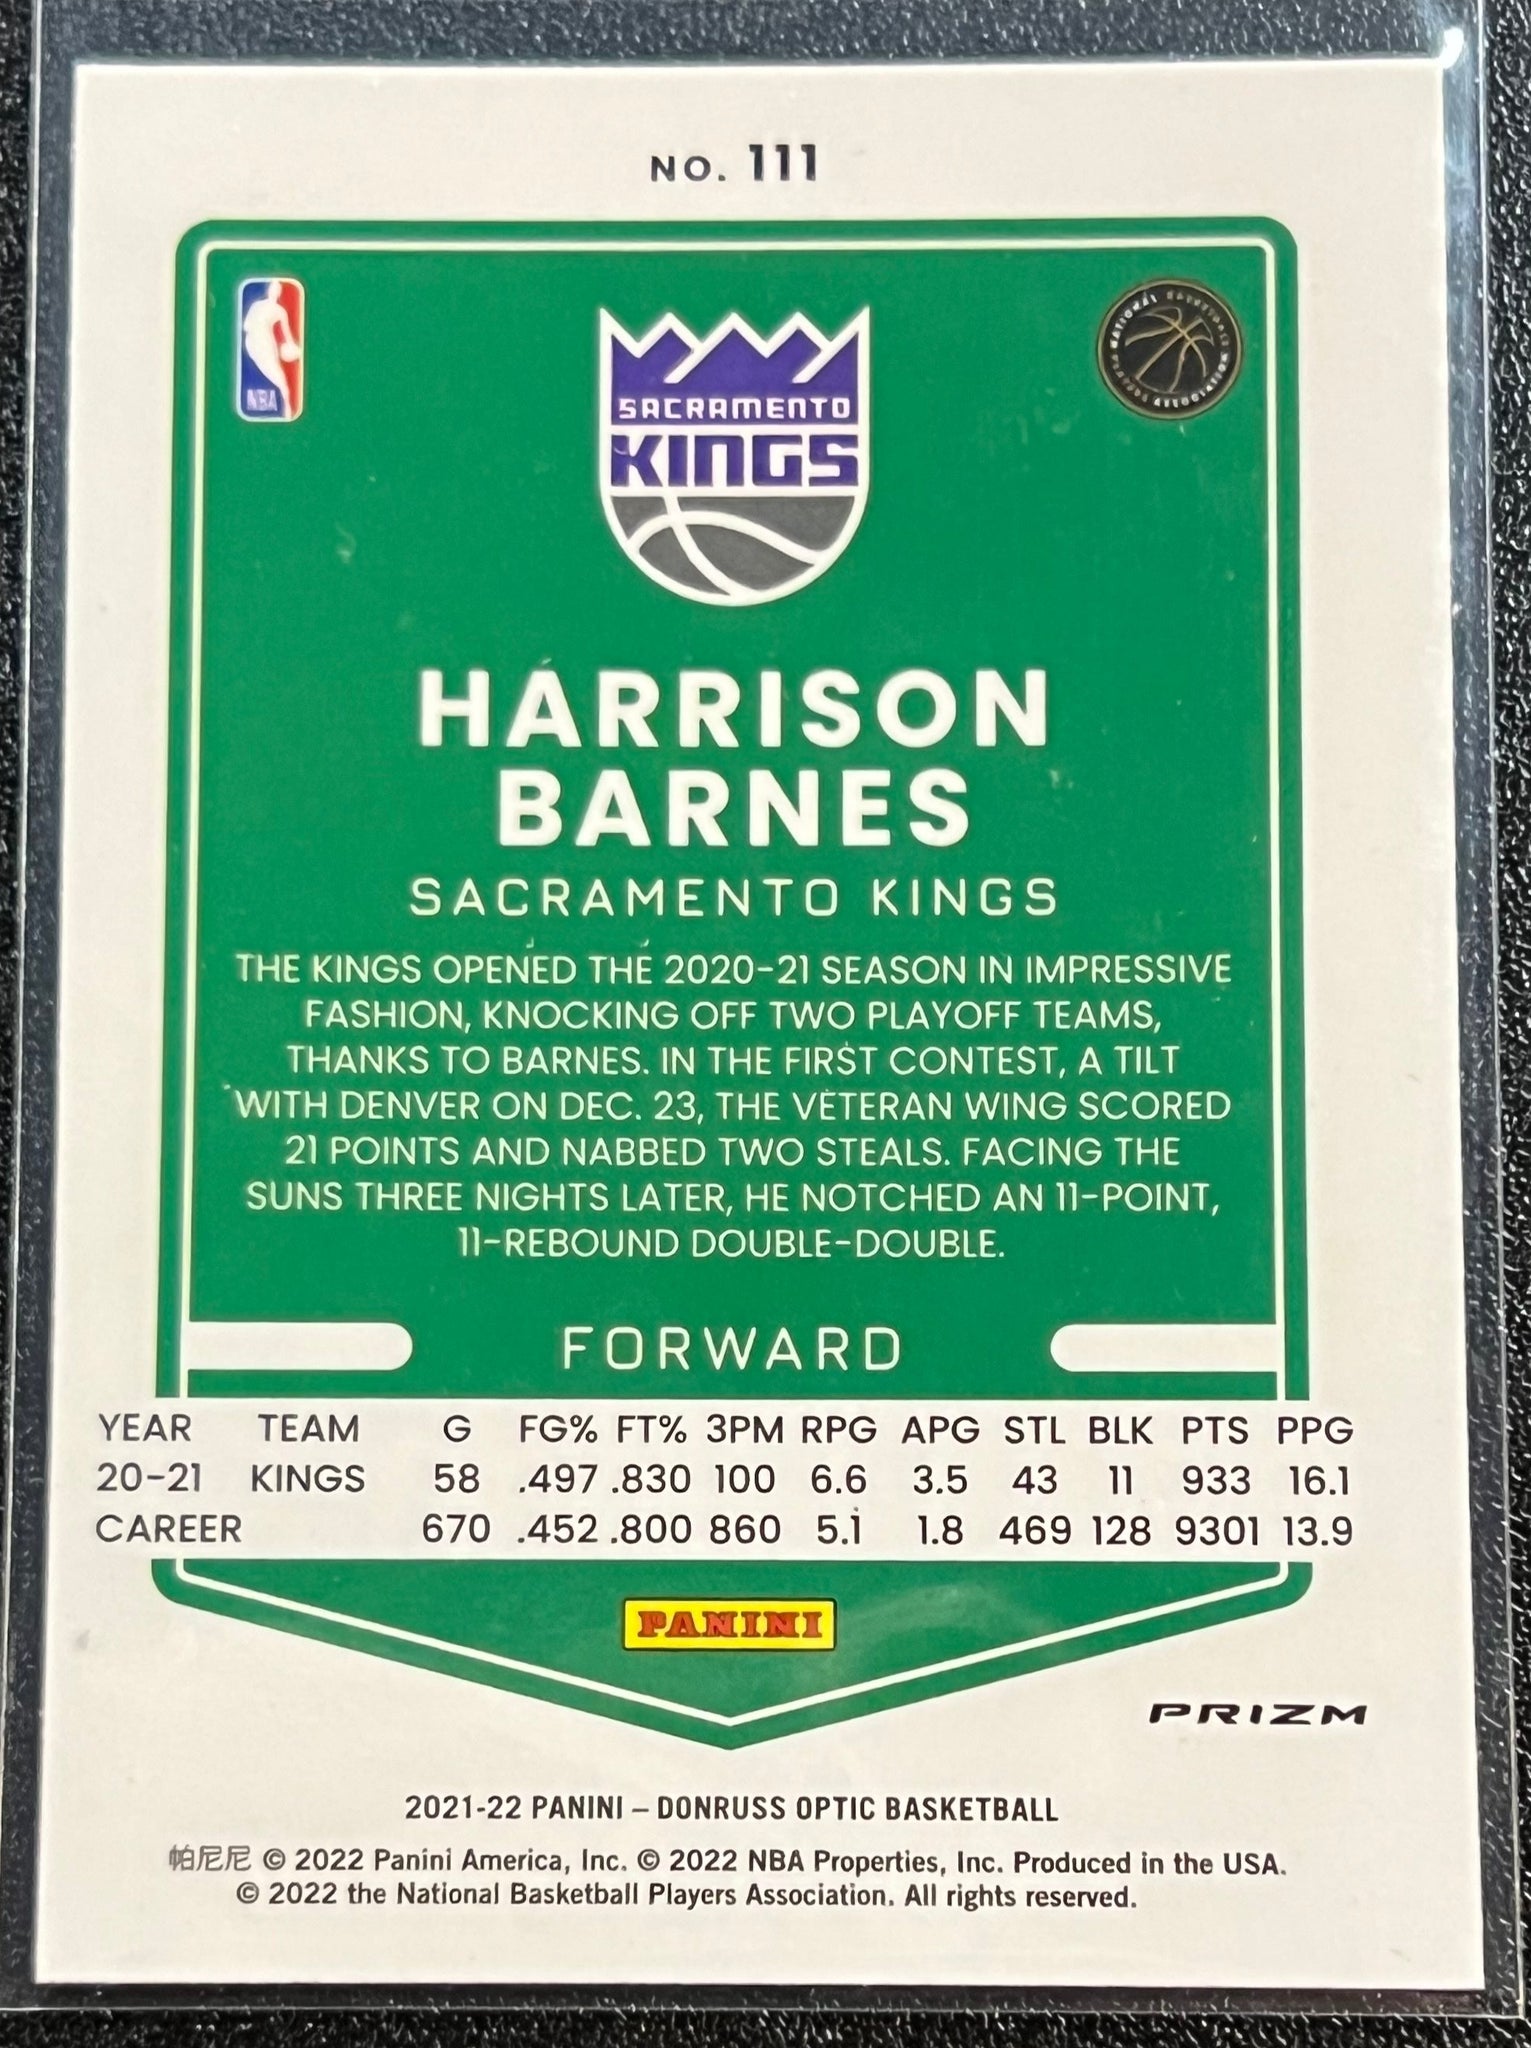 NO. 111
NBA
NATIONAL BASKETBALL PLAYERS ASSOCIATION
SACRAMENTO
KINGS
HARRISON
BARNES
SACRAMENTO KINGS
THE KINGS OPENED THE 2020-21 SEASON IN IMPRESSIVE
FASHION, KNOCKING OFF TWO PLAYOFF TEAMS,
THANKS TO BARNES. IN THE FIRST CONTEST, A TILT
WITH DENVER ON DEC. 23, THE VETERAN WING SCORED
21 POINTS AND NABBED TWO STEALS. FACING THE
SUNS THREE NIGHTS LATER, HE NOTCHED AN 11-POINT,
11-REBOUND DOUBLE-DOUBLE.
FORWARD
YEAR TEAM G FG% FT% 3PM RPG APG STL BLK PTS PPG
20-21 KINGS 58 .497 .830 100 6.6 3.5 43 11 933 16.1
CAREER 670 .452 .800 860 5.1 1.8 469 128 9301 13.9
PANINI
PRIZM
2021-22 PANINI – DONRUSS OPTIC BASKETBALL
帕尼尼 © 2022 Panini America, Inc. © 2022 NBA Properties, Inc. Produced in the USA.
© 2022 the National Basketball Players Association. All rights reserved.